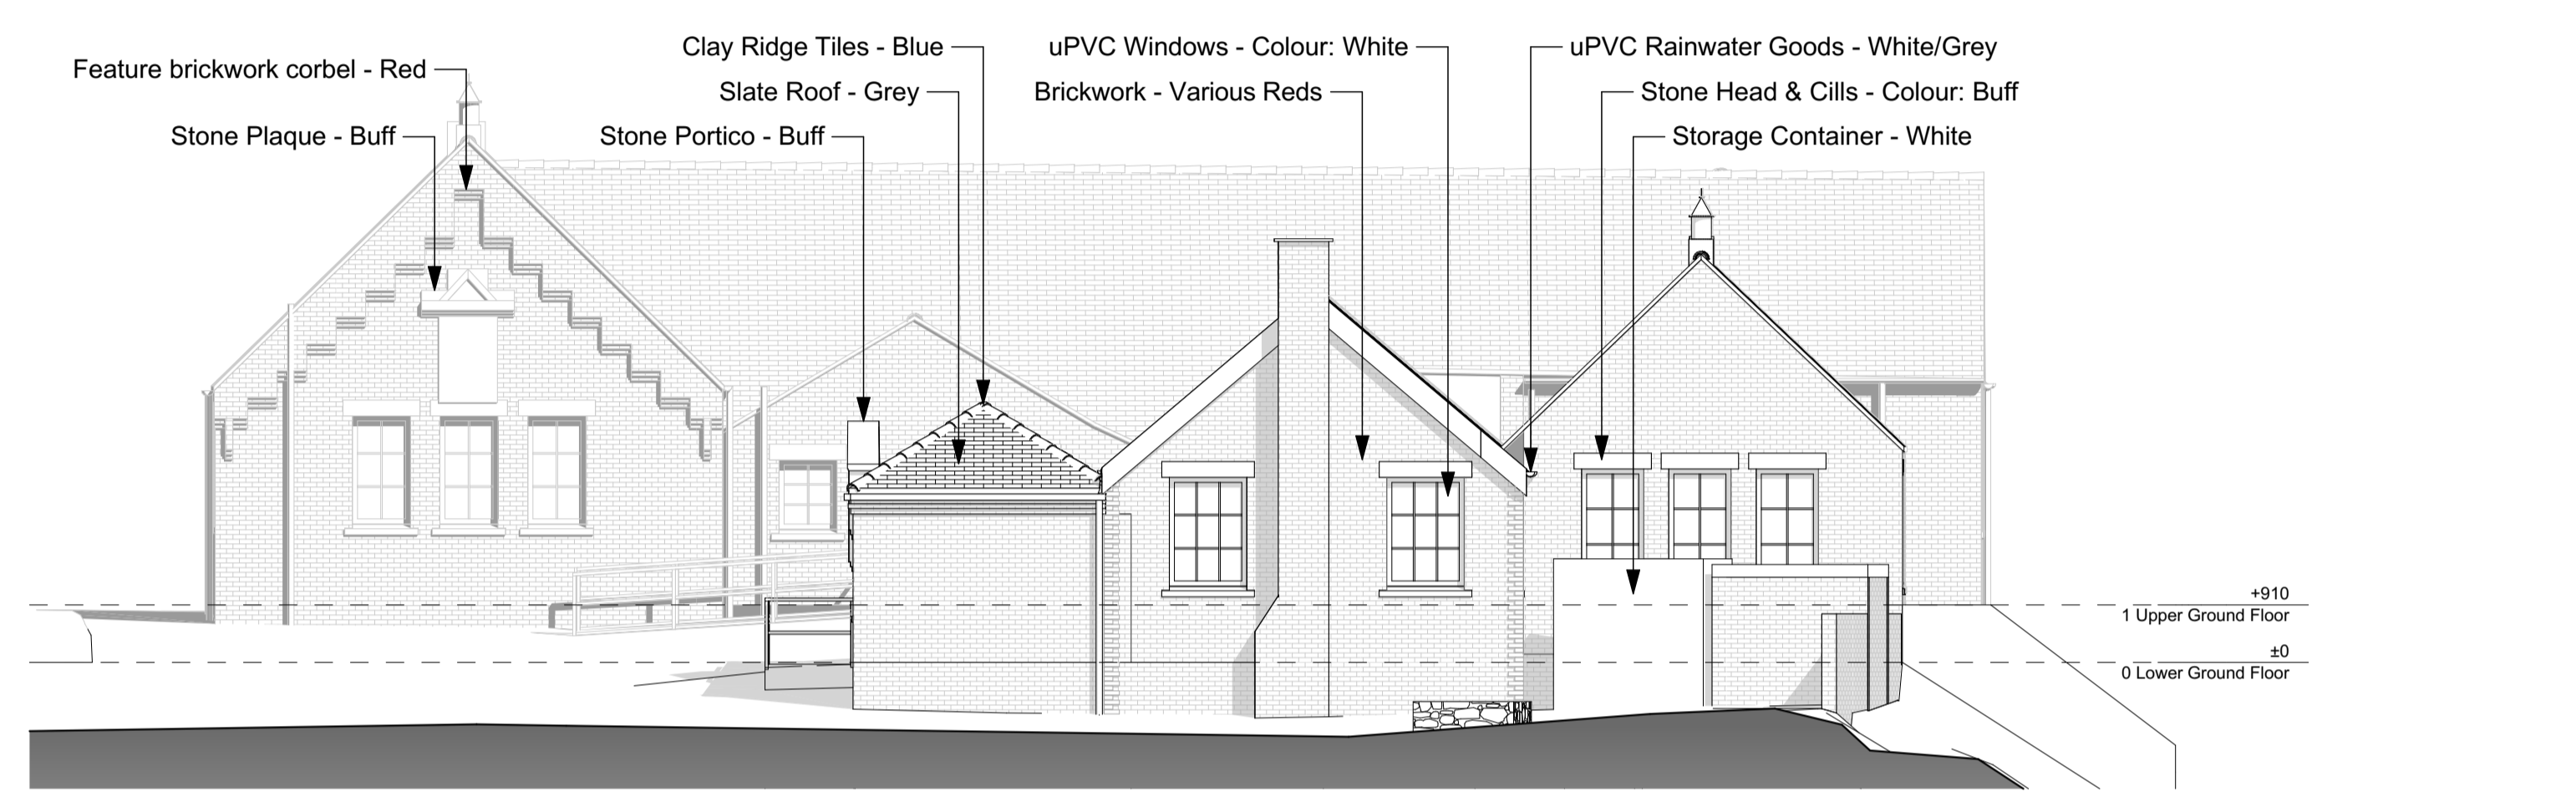 Clay Ridge Tiles - Blue
uPVC Windows - Colour: White
uPVC Rainwater Goods - White/Grey
Feature brickwork corbel - Red
Slate Roof - Grey
Brickwork - Various Reds
Stone Head & Cills - Colour: Buff
Stone Plaque - Buff
Stone Portico - Buff
Storage Container - White
+910
1 Upper Ground Floor
±0
0 Lower Ground Floor